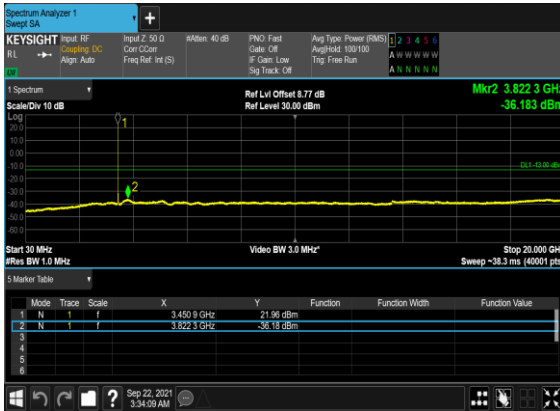 Spectrum Analyzer 1
Swept SA
+
KEYSIGHT Input: RF Input Z: 50 Ω #Atten: 40 dB PNO: Fast Avg Type: Power (RMS) 1 2 3 4 5 6
RL Coupling: DC Corr CCorr Gate: Off Avg|Hold: 100/100 A W W W W W
Align: Auto Freq Ref: Int (S) IF Gain: Low Trig: Free Run
LXI Sig Track: Off A N N N N N
1 Spectrum Ref Lvl Offset 8.77 dB Mkr2 3.822 3 GHz
Scale/Div 10 dB Ref Level 30.00 dBm -36.183 dBm
Log
1
20.0
10.0
0.00
-10.0
DL1 -13.00 dBm
-20.0
-30.0
2
-40.0
-50.0
-60.0
Start 30 MHz Video BW 3.0 MHz* Stop 20.000 GHz
#Res BW 1.0 MHz Sweep ~38.3 ms (40001 pts)
5 Marker Table
Mode Trace Scale X Y Function Function Width Function Value
1 N 1 f 3.450 9 GHz 21.96 dBm
2 N 1 f 3.822 3 GHz -36.18 dBm
3
4
5
6
? Sep 22, 2021
3:34:09 AM